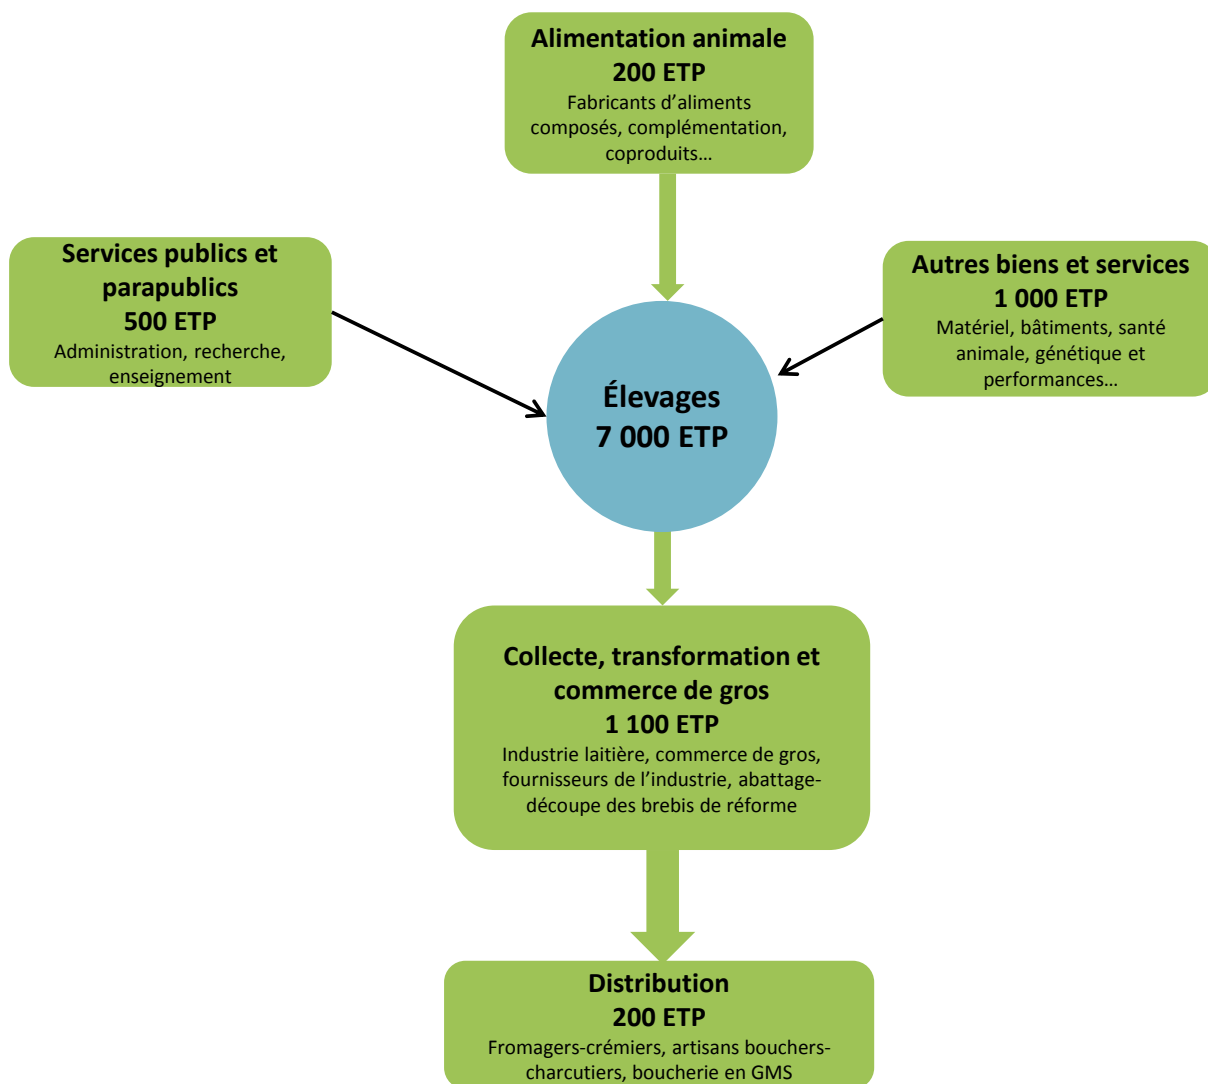 Alimentation animale
200 ETP
Fabricants d’aliments
composés, complémentation,
coproduits…
Services publics et
parapublics
500 ETP
Administration, recherche,
enseignement
Autres biens et services
1 000 ETP
Matériel, bâtiments, santé
animale, génétique et
performances…
Élevages
7 000 ETP
Collecte, transformation et
commerce de gros
1 100 ETP
Industrie laitière, commerce de gros,
fournisseurs de l’industrie, abattage-
découpe des brebis de réforme
Distribution
200 ETP
Fromagers-crémiers, artisans bouchers-
charcutiers, boucherie en GMS